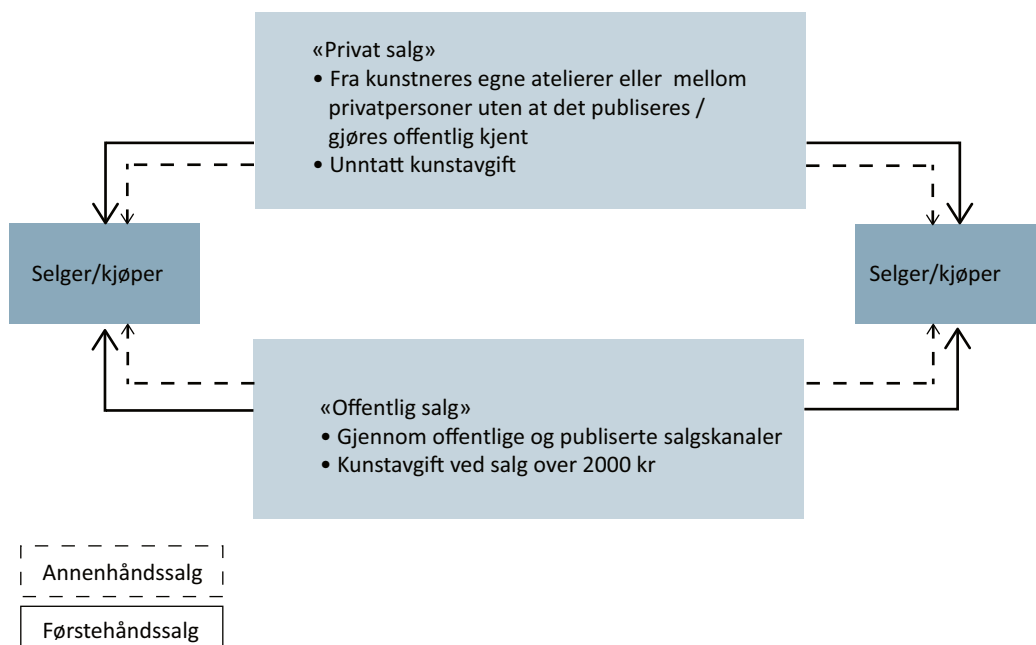 «Privat salg»
• Fra kunstneres egne atelierer eller mellom
privatpersoner uten at det publiseres /
gjøres offentlig kjent
• Unntatt kunstavgift
Selger/kjøper
Selger/kjøper
«Offentlig salg»
• Gjennom offentlige og publiserte salgskanaler
• Kunstavgift ved salg over 2000 kr
Annenhåndssalg
Førstehåndssalg